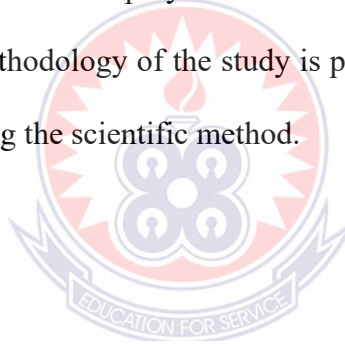 thodology of the study is p
g the scientific method.
EDUCATION FOR SERVICE